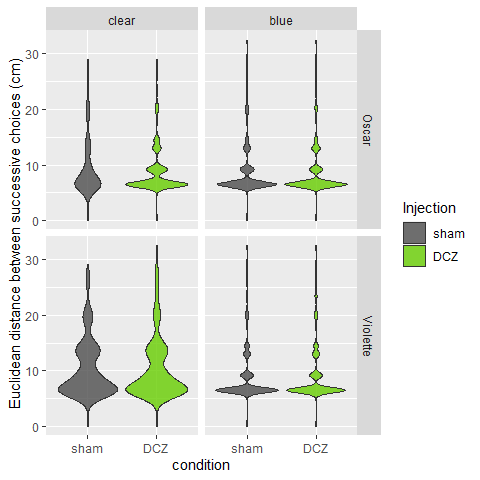 clear
blue
Euclidean distance between successive choices (cm)
30
20
10
0
Oscar
30
20
10
0
Violette
sham
DCZ
sham
DCZ
condition
Injection
sham
DCZ